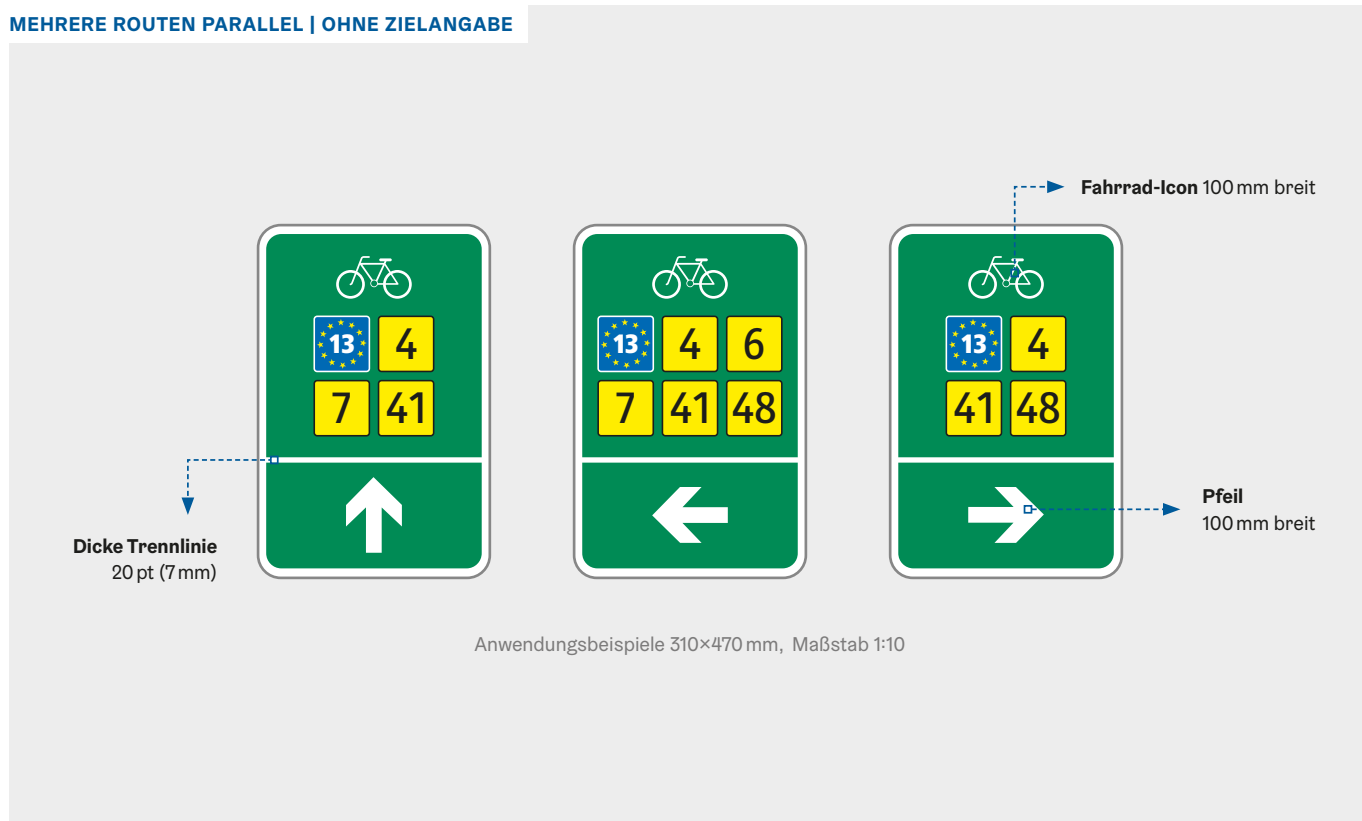 MEHRERE ROUTEN PARALLEL | OHNE ZIELANGABE
Fahrrad-Icon 100 mm breit
13 4
7 41
13 4 6
7 41 48
13 4
41 48
Pfeil
100 mm breit
Dicke Trennlinie
20 pt (7 mm)
Anwendungsbeispiele 310×470 mm, Maßstab 1:10